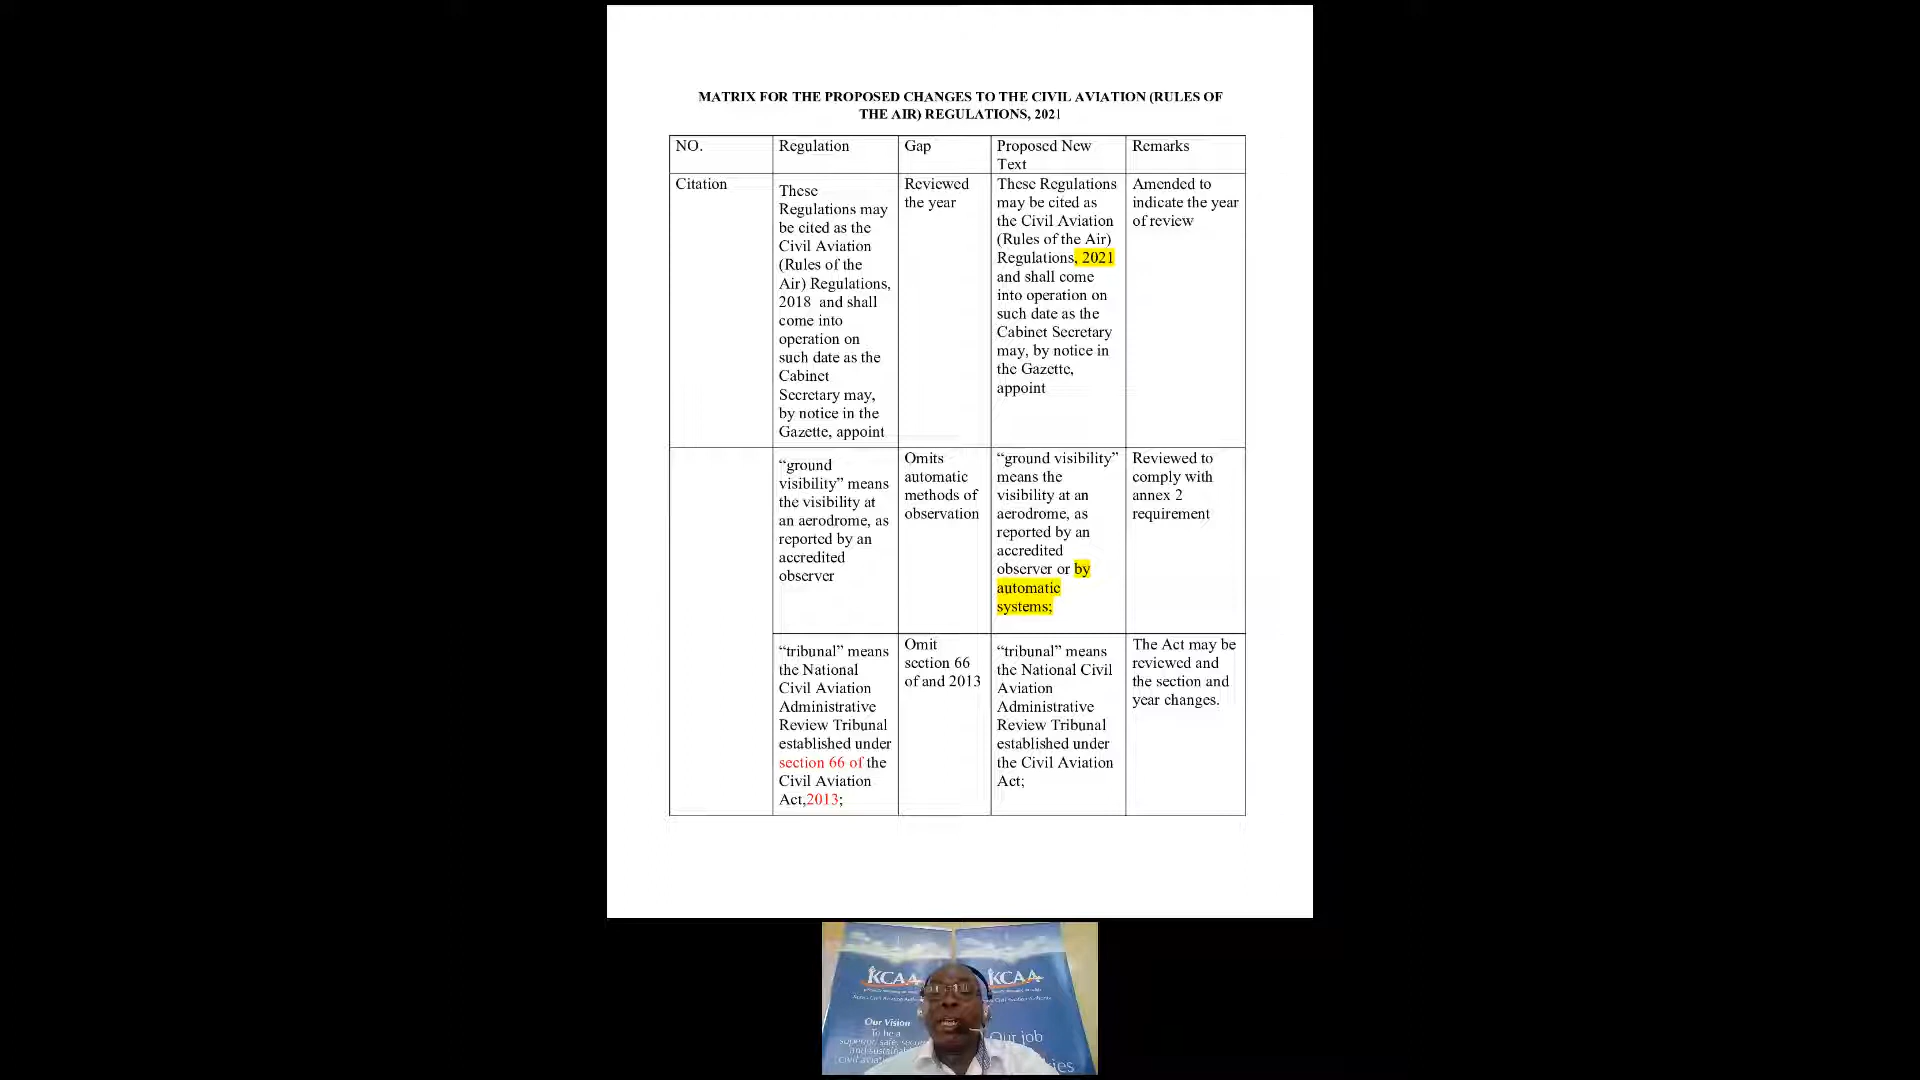 MATRIX FOR THE PROPOSED CHANGES TO THE CIVIL AVIATION (RULES OF
THE AIR) REGULATIONS, 2021
NO.
Regulation
Gap
Proposed New
Text
Remarks
Citation
These
Regulations may
be cited as the
Civil Aviation
(Rules of the
Air) Regulations,
2018 and shall
come into
operation on
such date as the
Cabinet
Secretary may,
by notice in the
Gazette, appoint
Reviewed
the year
These Regulations
may be cited as
the Civil Aviation
(Rules of the Air)
Regulations, 2021
and shall come
into operation on
such date as the
Cabinet Secretary
may, by notice in
the Gazette,
appoint
Amended to
indicate the year
of review
“ground
visibility” means
the visibility at
an aerodrome, as
reported by an
accredited
observer
Omits
automatic
methods of
observation
“ground visibility”
means the
visibility at an
aerodrome, as
reported by an
accredited
observer or by
automatic
systems;
Reviewed to
comply with
annex 2
requirement
“tribunal” means
the National
Civil Aviation
Administrative
Review Tribunal
established under
section 66 of the
Civil Aviation
Act,2013;
Omit
section 66
of and 2013
“tribunal” means
the National Civil
Aviation
Administrative
Review Tribunal
established under
the Civil Aviation
Act;
The Act may be
reviewed and
the section and
year changes.
KCAA
Our Vision
To be a
superior, safe,
and
civil
KCAA
Our job